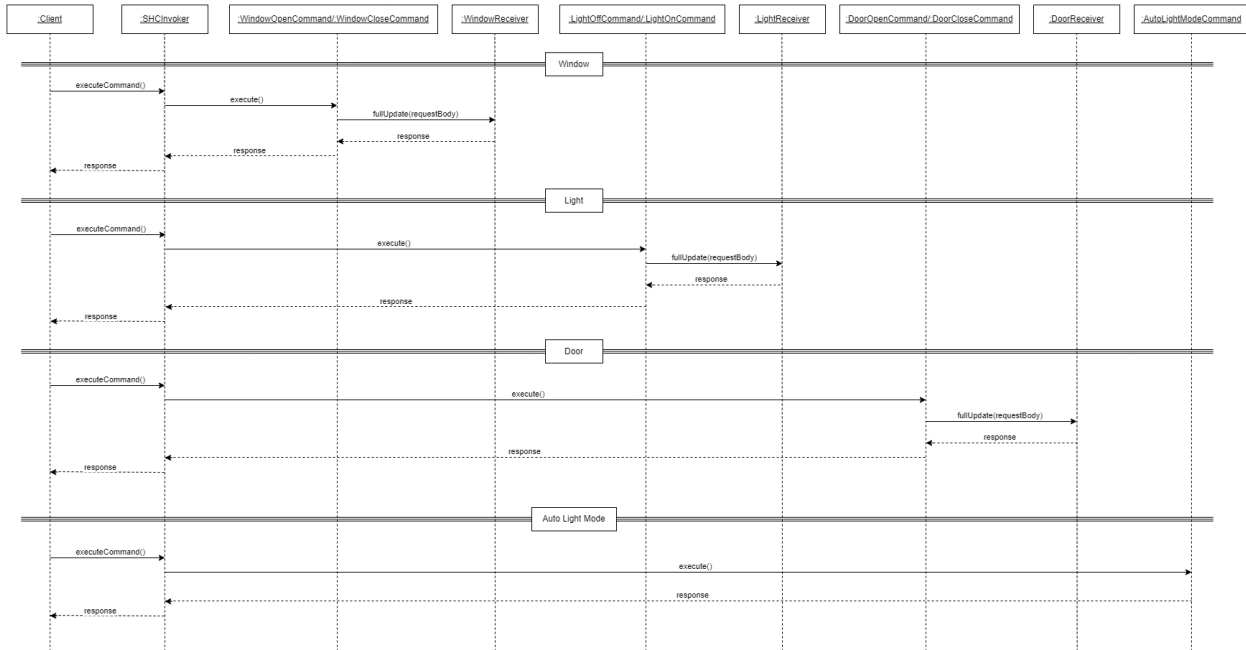 :Client
:SHCInvoker
:WindowOpenCommand/:WindowCloseCommand
:WindowReceiver
:LightOffCommand/:LightOnCommand
:LightReceiver
:DoorOpenCommand/:DoorCloseCommand
:DoorReceiver
:AutoLightModeCommand
Window
executeCommand()
execute()
fullUpdate(requestBody)
response
response
response
Light
executeCommand()
execute()
fullUpdate(requestBody)
response
response
response
Door
executeCommand()
execute()
fullUpdate(requestBody)
response
response
response
Auto Light Mode
executeCommand()
execute()
response
response